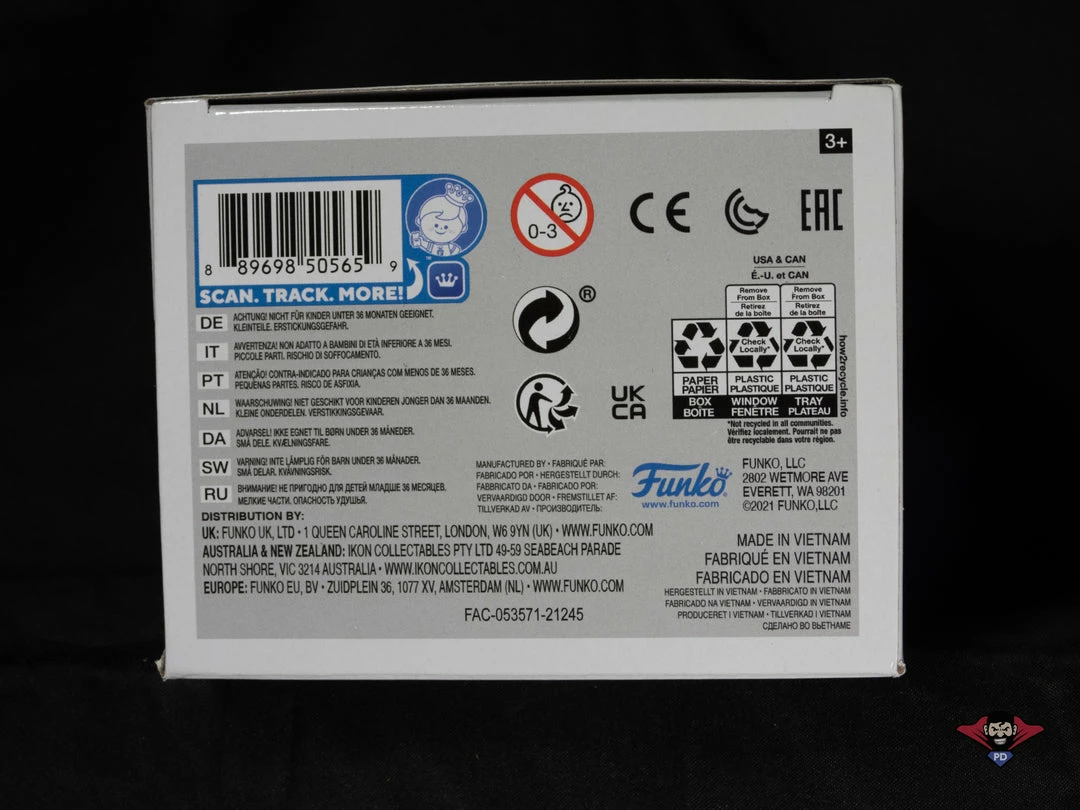 3+
8 89698 50565 9
SCAN. TRACK. MORE!
TM
0-3
CE
EAC
®
UK
CA
USA & CAN
É.-U. et CAN
Remove
From Box
Retirez
de la boîte
Remove
From Box
Retirez
de la boîte
Check
Locally*
Check
Locally*
PAPER
PAPIER
PLASTIC
PLASTIQUE
PLASTIC
PLASTIQUE
BOX
BOÎTE
WINDOW
FENÊTRE
TRAY
PLATEAU
how2recycle.info
*Not recycled in all communities.
Vérifiez localement. Pourrait ne pas
être recyclable dans votre région.
DE ACHTUNG! NICHT FÜR KINDER UNTER 36 MONATEN GEEIGNET.
KLEINTEILE. ERSTICKUNGSGEFAHR.
IT AVVERTENZA! NON ADATTO A BAMBINI DI ETÀ INFERIORE A 36 MESI.
PICCOLE PARTI. RISCHIO DI SOFFOCAMENTO.
PT ATENÇÃO! CONTRA-INDICADO PARA CRIANÇAS COM MENOS DE 36 MESES.
PEQUENAS PARTES. RISCO DE ASFIXIA.
NL WAARSCHUWING! NIET GESCHIKT VOOR KINDEREN JONGER DAN 36 MAANDEN.
KLEINE ONDERDELEN. VERSTIKKINGSGEVAAR.
DA ADVARSEL! IKKE EGNET TIL BØRN UNDER 36 MÅNEDER.
SMÅ DELE. KVÆLNINGSFARE.
SW VARNING! INTE LÄMPLIG FÖR BARN UNDER 36 MÅNADER.
SMÅ DELAR. KVÄVNINGSRISK.
RU ВНИМАНИЕ! НЕ ПРИГОДНО ДЛЯ ДЕТЕЙ МЛАДШЕ 36 МЕСЯЦЕВ.
МЕЛКИЕ ЧАСТИ. ОПАСНОСТЬ УДУШЬЯ.
MANUFACTURED BY • FABRIQUÉ PAR:
FABRICADO POR • HERGESTELLT DURCH:
FABBRICATO DA • FABRICADO POR:
VERVAARDIGD DOOR • FREMSTILLET AF:
TILLVERKAD AV • ПРОИЗВОДИТЕЛЬ:
Funko
www.funko.com
FUNKO, LLC
2802 WETMORE AVE
EVERETT, WA 98201
©2021 FUNKO,LLC
DISTRIBUTION BY:
UK: FUNKO UK, LTD • 1 QUEEN CAROLINE STREET, LONDON, W6 9YN (UK) • WWW.FUNKO.COM
AUSTRALIA & NEW ZEALAND: IKON COLLECTABLES PTY LTD 49-59 SEABEACH PARADE
NORTH SHORE, VIC 3214 AUSTRALIA • WWW.IKONCOLLECTABLES.COM.AU
EUROPE: FUNKO EU, BV • ZUIDPLEIN 36, 1077 XV, AMSTERDAM (NL) • WWW.FUNKO.COM
FAC-053571-21245
MADE IN VIETNAM
FABRIQUÉ EN VIETNAM
FABRICADO EN VIETNAM
HERGESTELLT IN VIETNAM • FABBRICATO IN VIETNAM
FABRICADO NA VIETNAM • VERVAARDIGD IN VIETNAM
PRODUCERET I VIETNAM • TILLVERKAD I VIETNAM
СДЕЛАНО ВО ВЬЕТНАМЕ
PD